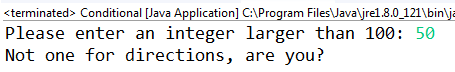 <terminated> Conditional [Java Application] C:\Program Files\Java\jre1.8.0_121\bin\ja
Please enter an integer larger than 100: 50
Not one for directions, are you?